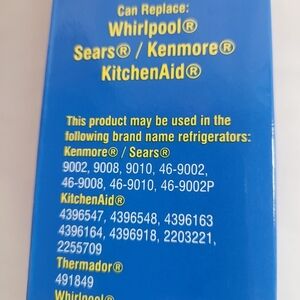 Can Replace:
Whirlpool®
Sears® / Kenmore®
KitchenAid®
This product may be used in the
following brand name refrigerators:
Kenmore® / Sears®
9002, 9008, 9010, 46-9002,
46-9008, 46-9010, 46-9002P
KitchenAid®
4396547, 4396548, 4396163
4396164, 4396918, 2203221,
2255709
Thermador®
491849
Whirlpool®